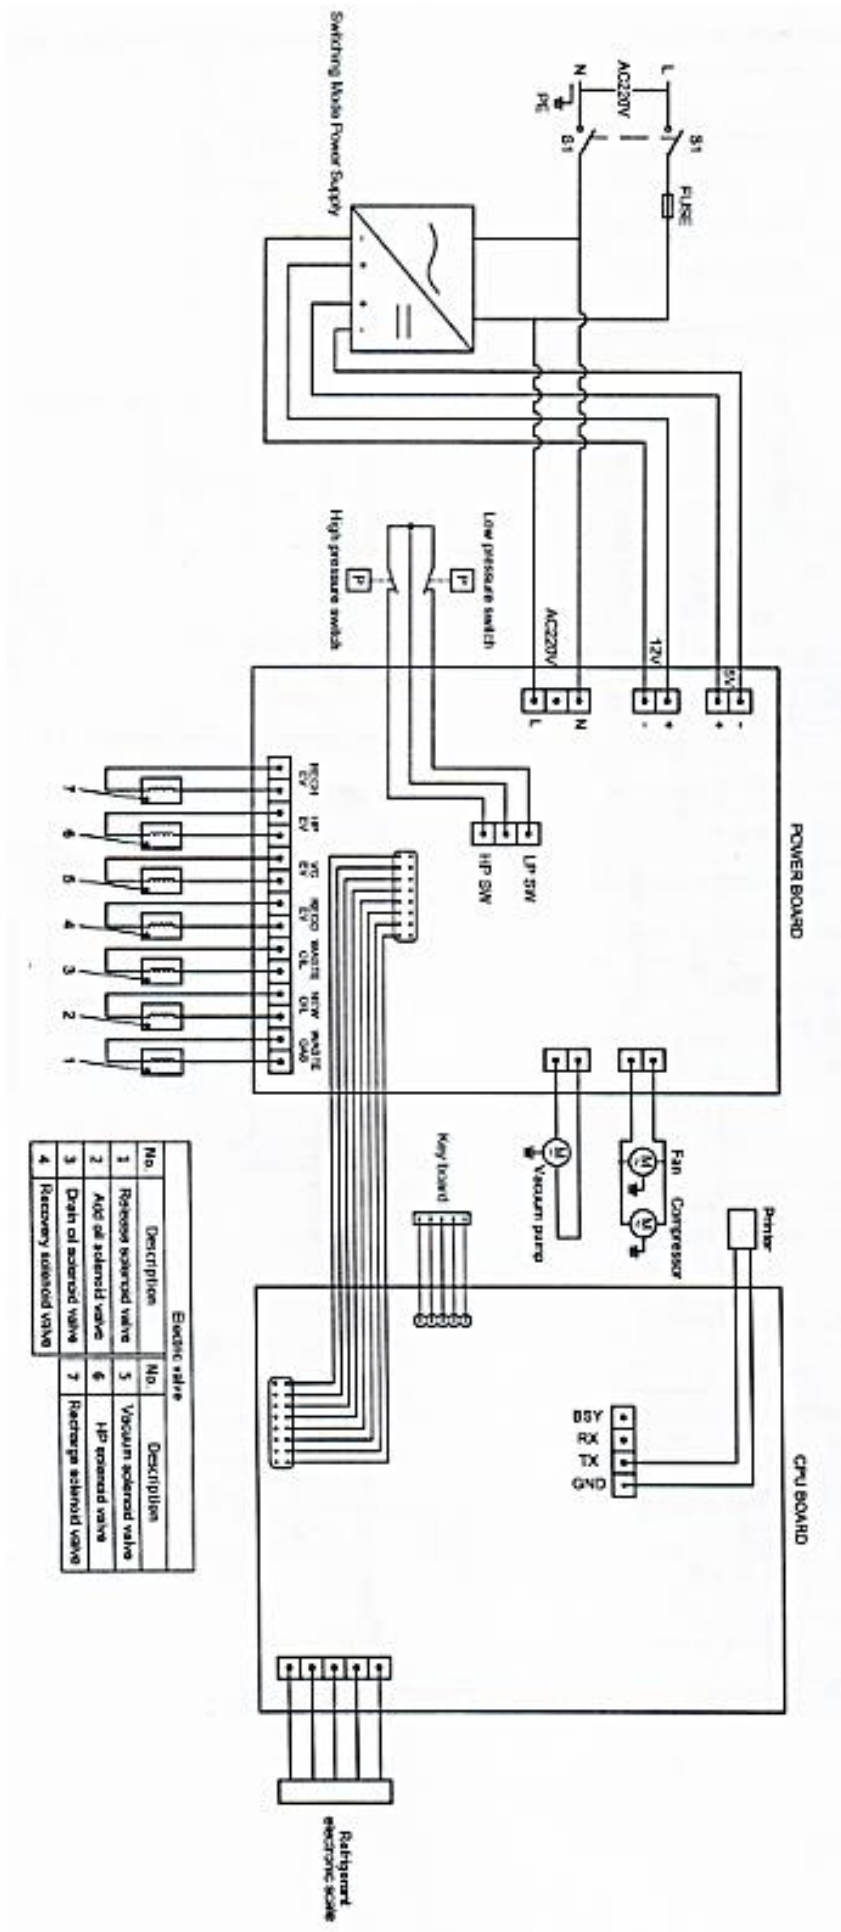 Switching Mode Power Supply
L
N
AC220V
PE
S1
S1
FUSE
-
+
+
-
Low pressure switch
High pressure switch
P
P
AC220V
12V
5V
L
N
-
+
+
-
POWER BOARD
HP SW
LP SW
RECH EV
HP EV
VC EV
RECO EV
WASTE OIL
NEW OIL
WASTE GAS
7
6
5
4
3
2
1
Fan
Compressor
M
M
M
Vacuum pump
Key board
Printer
CPU BOARD
BSY
RX
TX
GND
Refrigerant
electronic scale
Electric valve
No. Description No. Description
1 Release solenoid valve 5 Vacuum solenoid valve
2 Add oil solenoid valve 6 HP solenoid valve
3 Drain oil solenoid valve 7 Recharge solenoid valve
4 Recovery solenoid valve